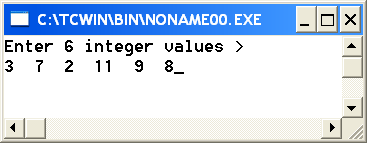 C:\TCWIN\BIN\NONAME00.EXE
Enter 6 integer values >
3  7  2  11  9  8_